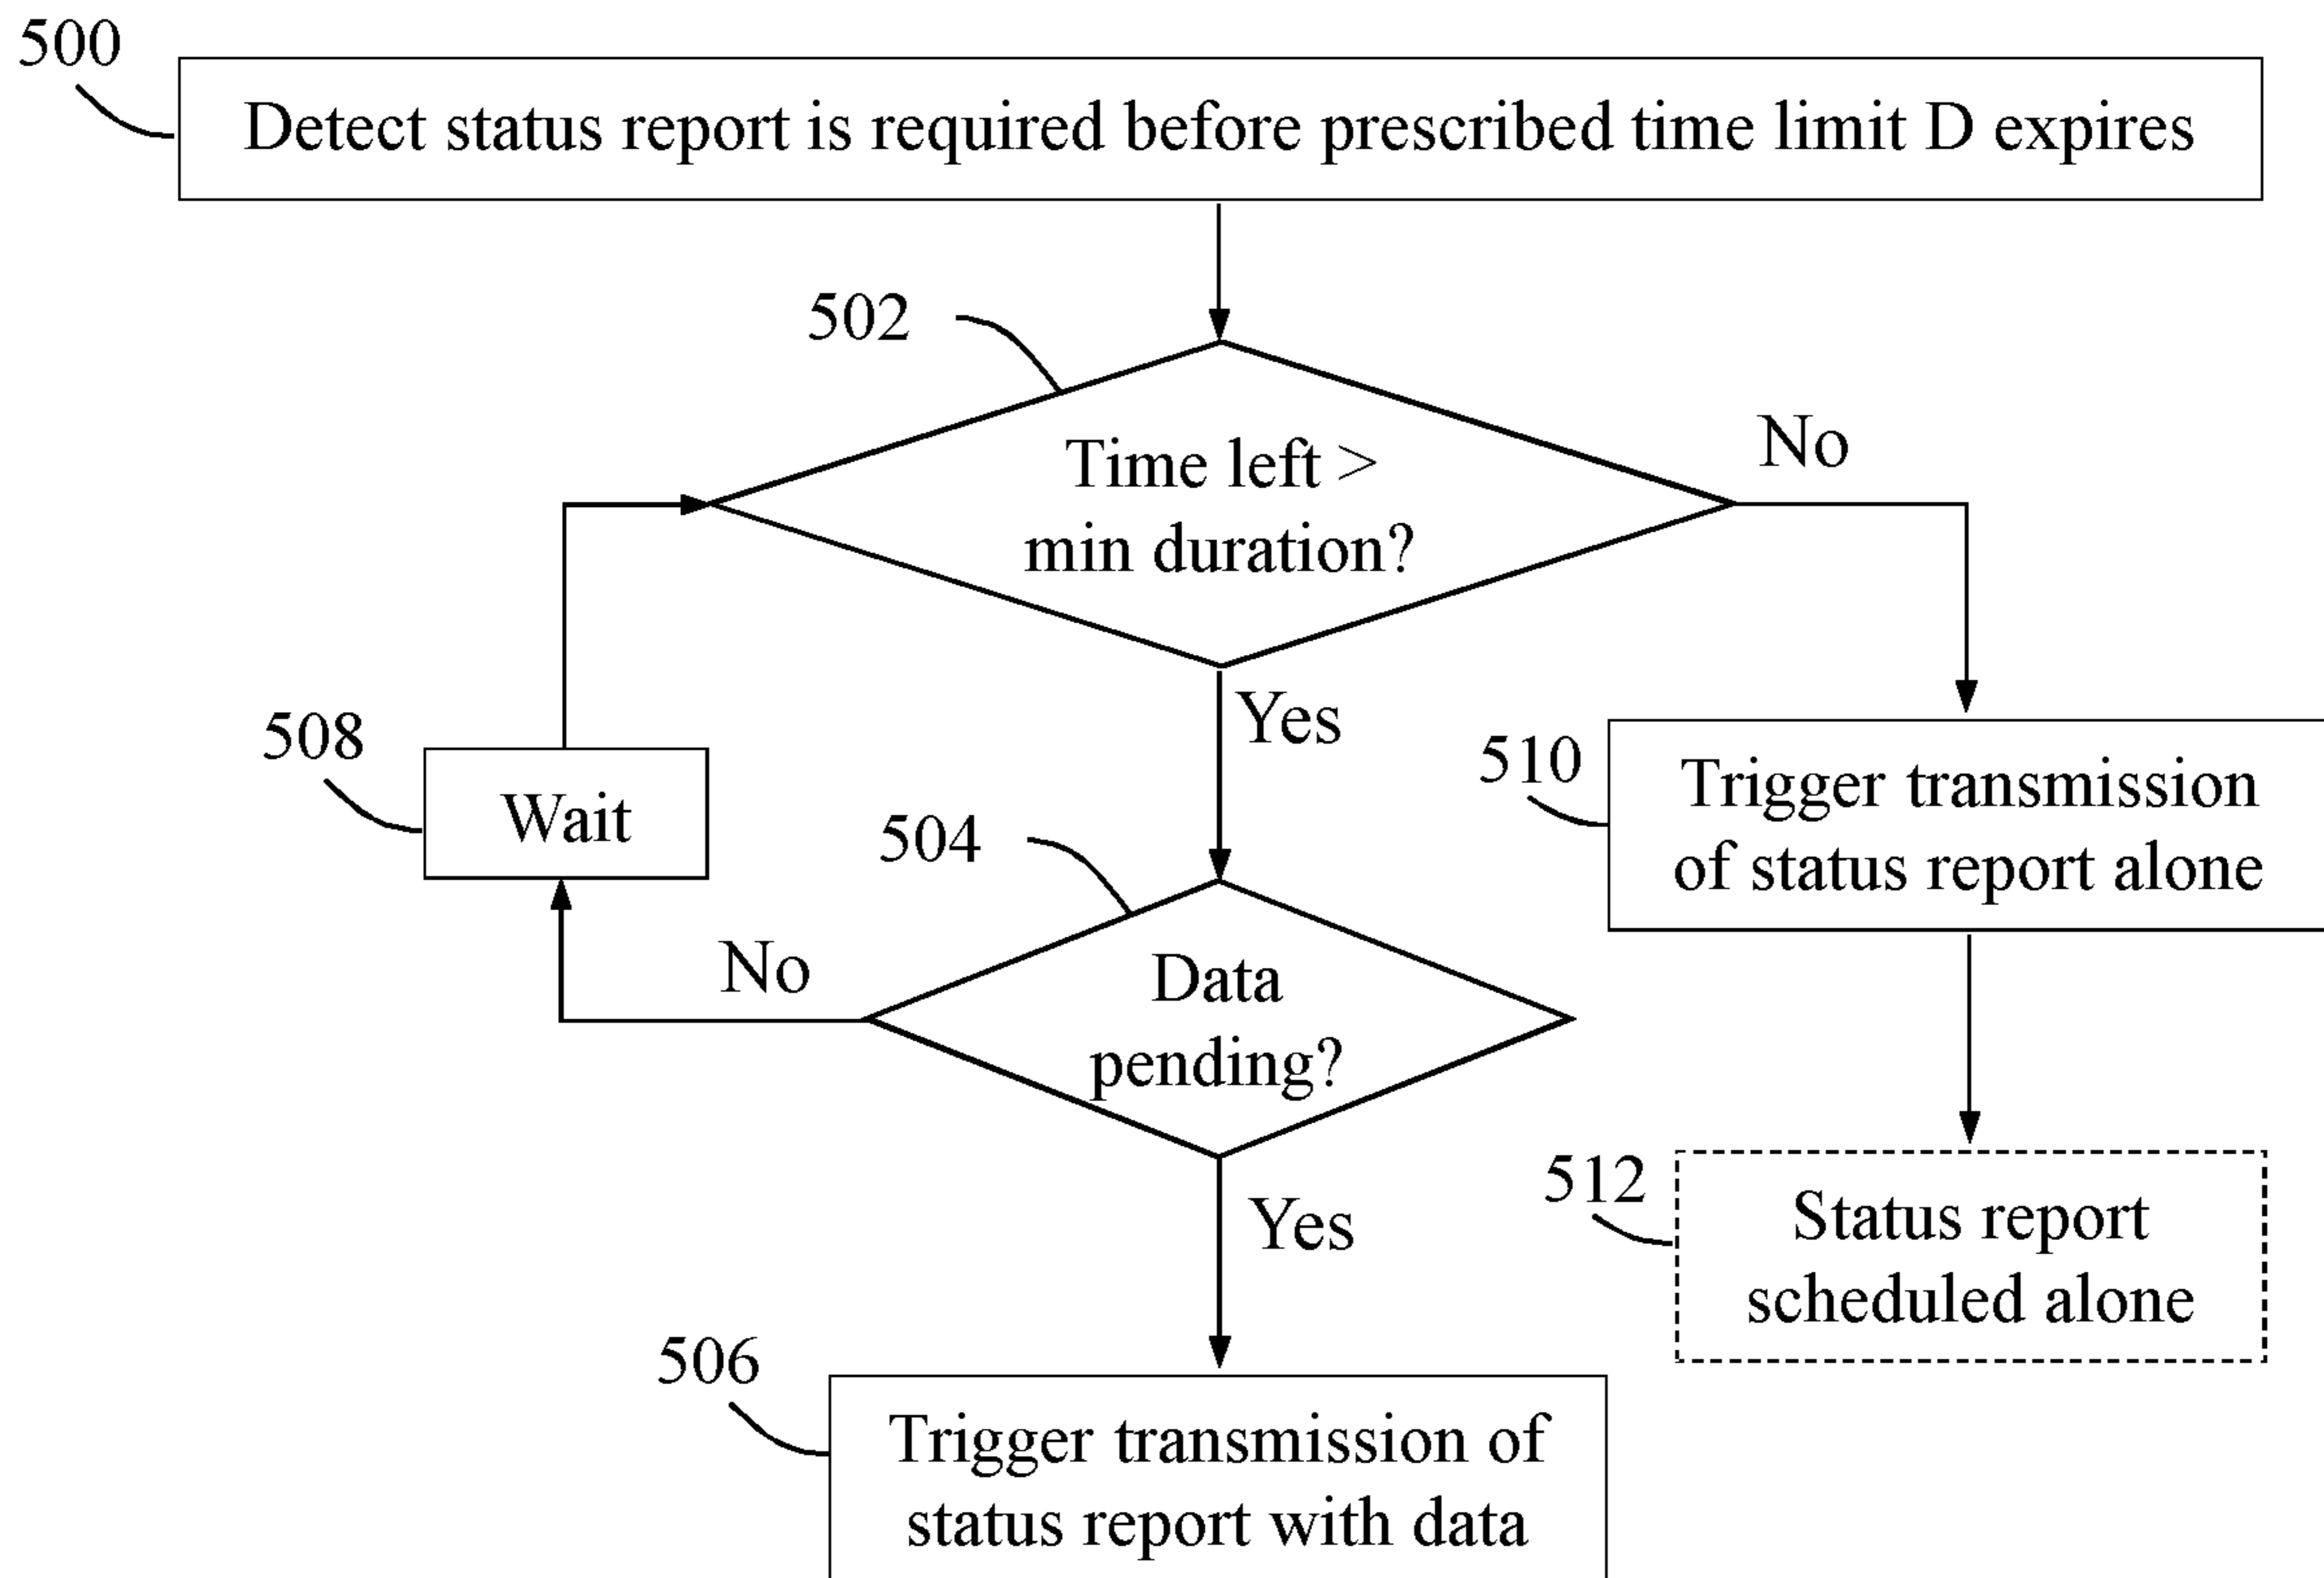 500
Detect status report is required before prescribed time limit D expires
502
Time left >
min duration?
No
Yes
508
Wait
510
Trigger transmission
of status report alone
504
Data
pending?
No
Yes
512
Status report
scheduled alone
506
Trigger transmission of
status report with data